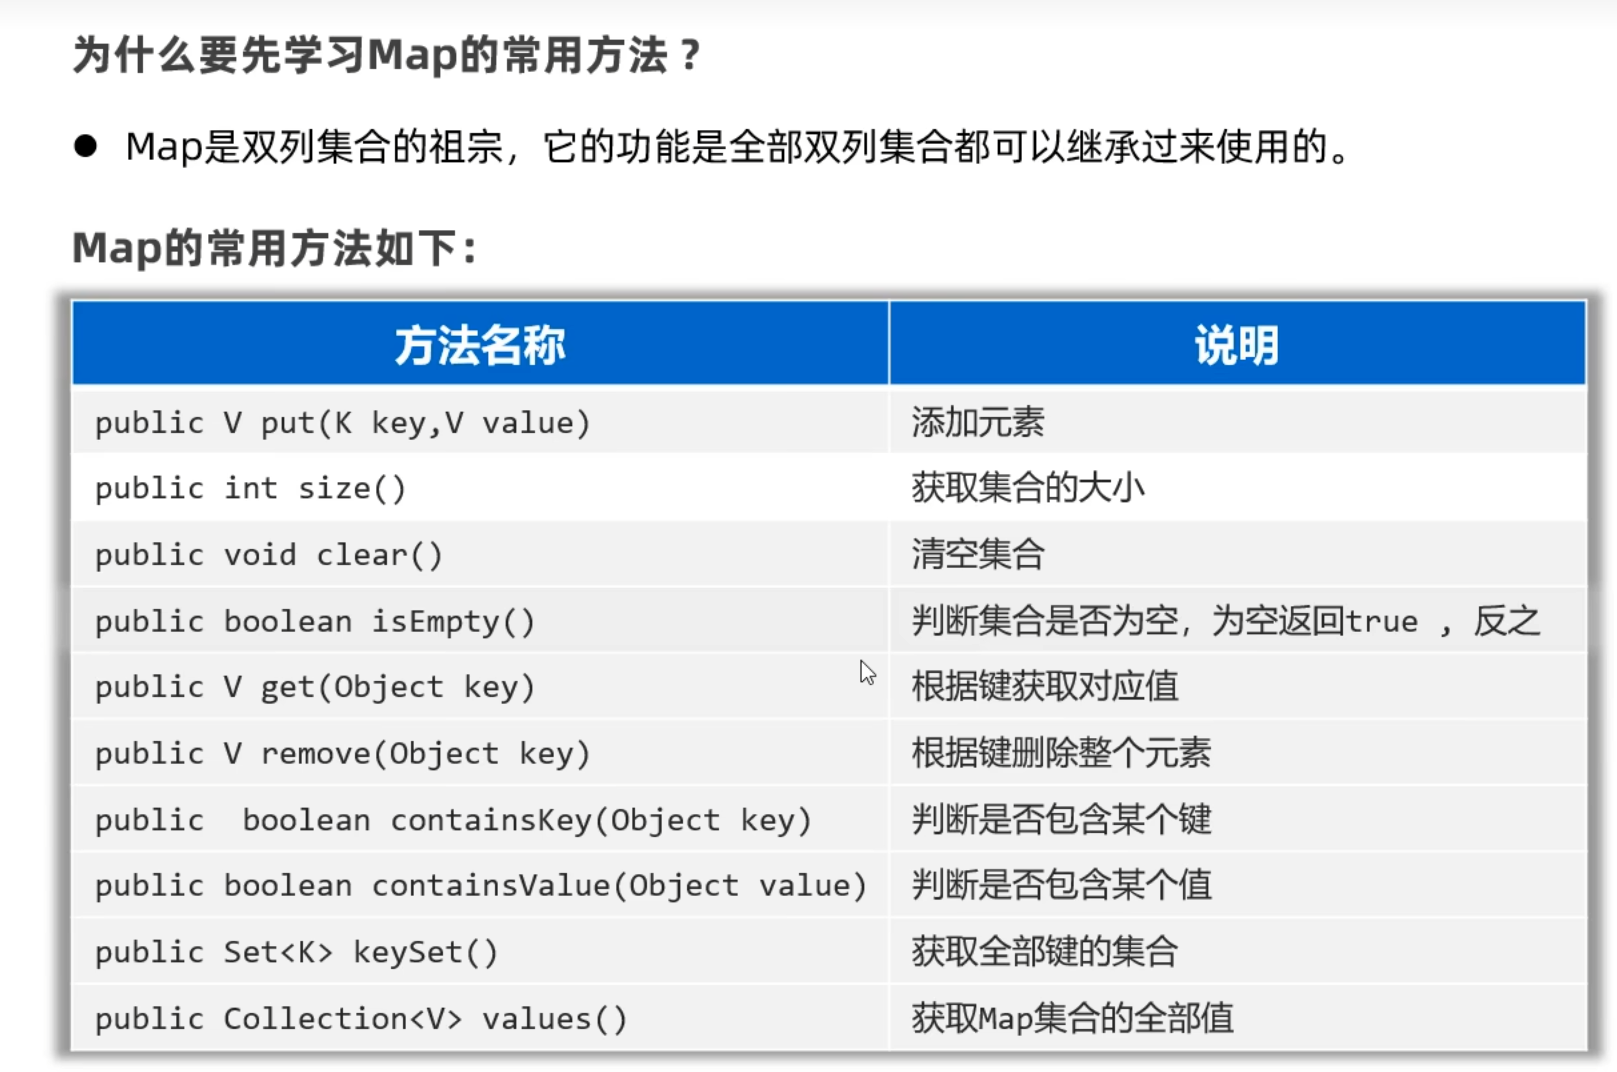 为什么要先学习Map的常用方法？
● Map是双列集合的祖宗，它的功能是全部双列集合都可以继承过来使用的。
Map的常用方法如下：
方法名称 说明
public V put(K key,V value) 添加元素
public int size() 获取集合的大小
public void clear() 清空集合
public boolean isEmpty() 判断集合是否为空，为空返回true , 反之
public V get(Object key) 根据键获取对应值
public V remove(Object key) 根据键删除整个元素
public  boolean containsKey(Object key) 判断是否包含某个键
public boolean containsValue(Object value) 判断是否包含某个值
public Set<K> keySet() 获取全部键的集合
public Collection<V> values() 获取Map集合的全部值